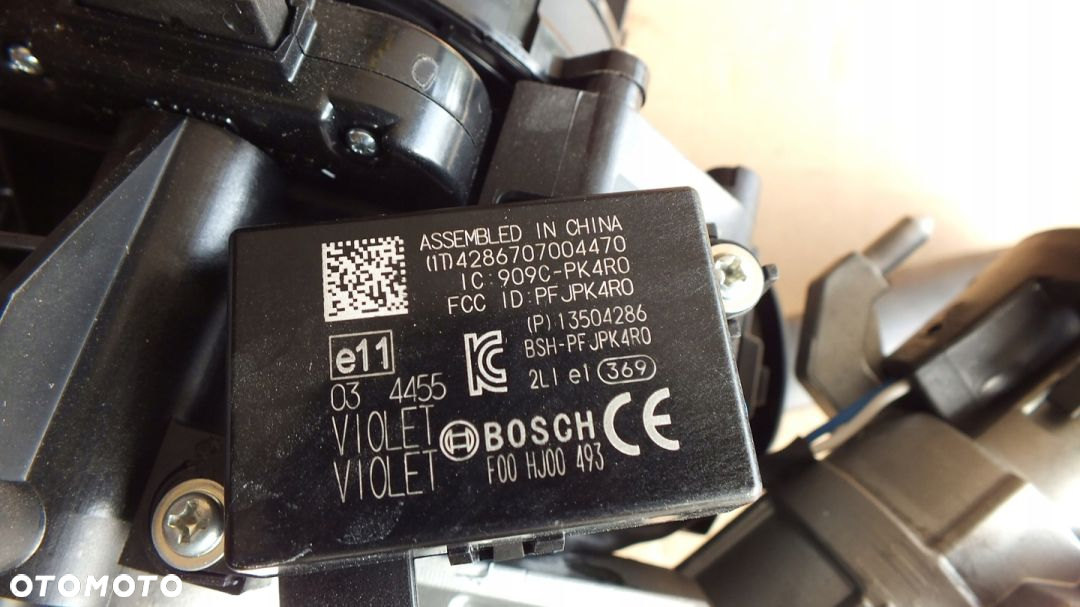 ASSEMBLED IN CHINA
(1T)4286707004470
IC:909C-PK4R0
FCC ID:PFJPK4R0
(P)13504286
BSH-PFJPK4R0
e11
03 4455
2LI e1 369
VIOLET
BOSCH
CE
VIOLET
F00 HJ00 493
OTOMOTO